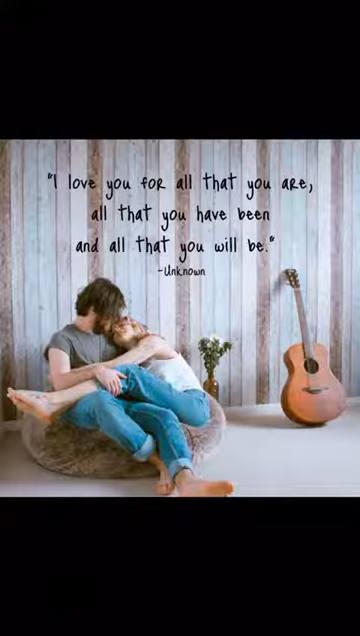 "I love you for all that you are,
all that you have been
and all that you will be."
-Unknown